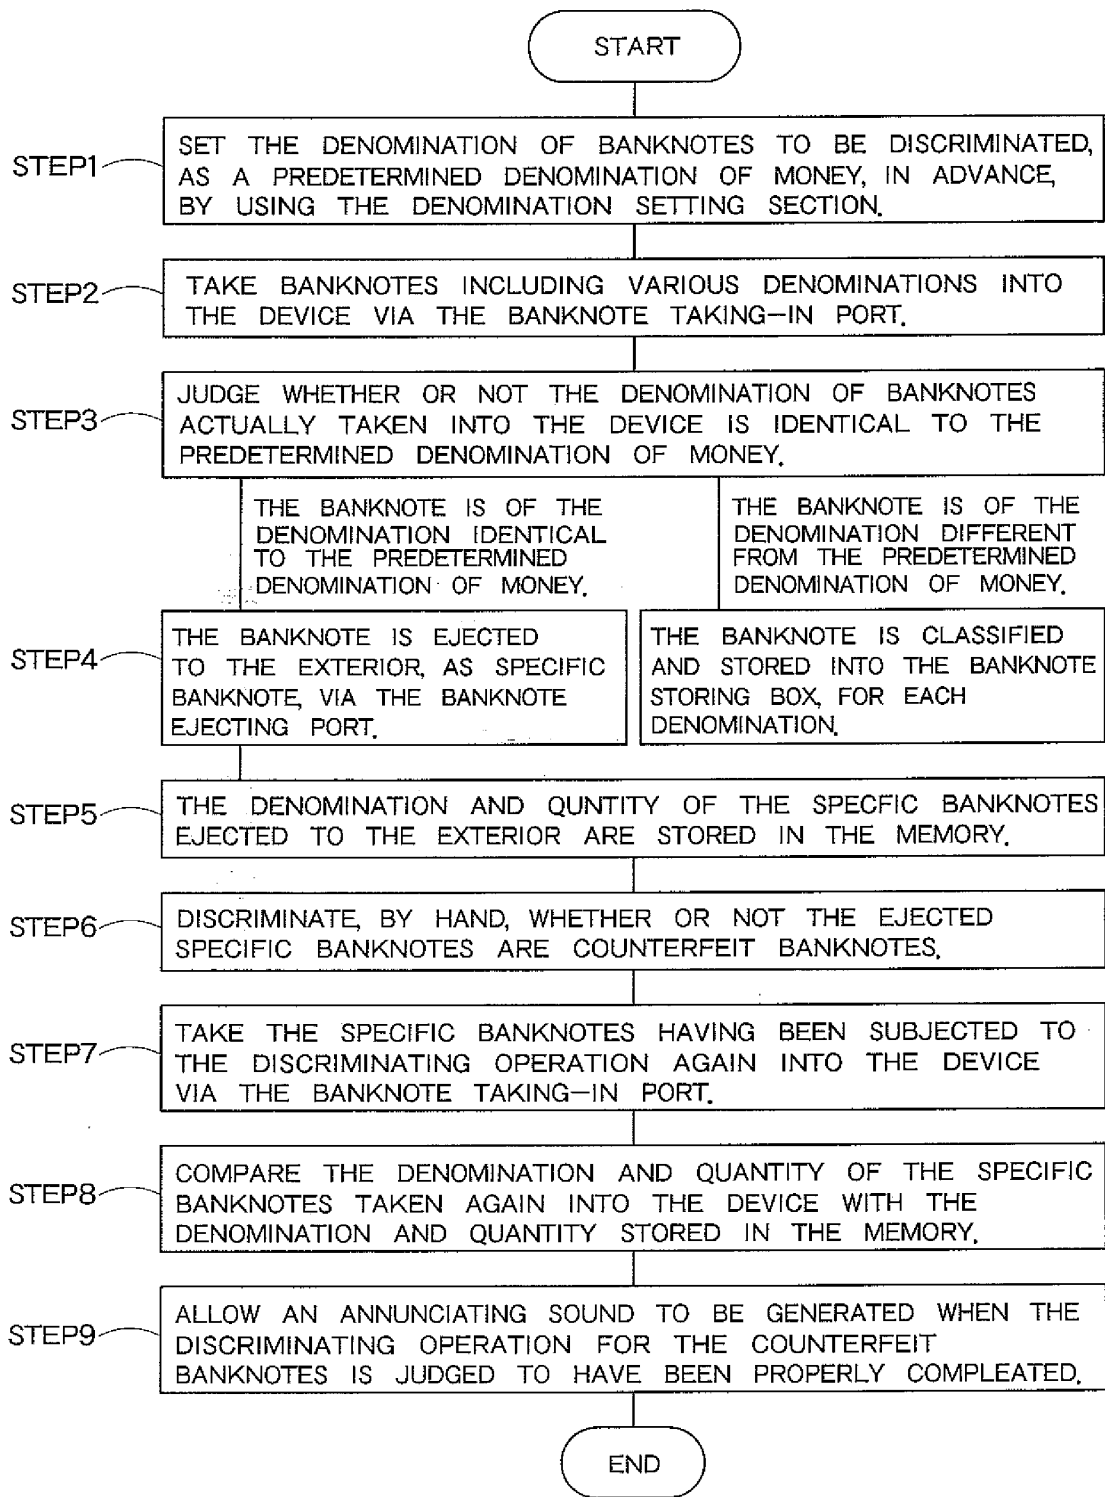 START
STEP1
SET THE DENOMINATION OF BANKNOTES TO BE DISCRIMINATED,
AS A PREDETERMINED DENOMINATION OF MONEY, IN ADVANCE,
BY USING THE DENOMINATION SETTING SECTION.
STEP2
TAKE BANKNOTES INCLUDING VARIOUS DENOMINATIONS INTO
THE DEVICE VIA THE BANKNOTE TAKING-IN PORT.
STEP3
JUDGE WHETHER OR NOT THE DENOMINATION OF BANKNOTES
ACTUALLY TAKEN INTO THE DEVICE IS IDENTICAL TO THE
PREDETERMINED DENOMINATION OF MONEY.
THE BANKNOTE IS OF THE
DENOMINATION IDENTICAL
TO THE PREDETERMINED
DENOMINATION OF MONEY.
THE BANKNOTE IS OF THE
DENOMINATION DIFFERENT
FROM THE PREDETERMINED
DENOMINATION OF MONEY.
STEP4
THE BANKNOTE IS EJECTED
TO THE EXTERIOR, AS SPECIFIC
BANKNOTE, VIA THE BANKNOTE
EJECTING PORT.
THE BANKNOTE IS CLASSIFIED
AND STORED INTO THE BANKNOTE
STORING BOX, FOR EACH
DENOMINATION.
STEP5
THE DENOMINATION AND QUNTITY OF THE SPECFIC BANKNOTES
EJECTED TO THE EXTERIOR ARE STORED IN THE MEMORY.
STEP6
DISCRIMINATE, BY HAND, WHETHER OR NOT THE EJECTED
SPECIFIC BANKNOTES ARE COUNTERFEIT BANKNOTES.
STEP7
TAKE THE SPECIFIC BANKNOTES HAVING BEEN SUBJECTED TO
THE DISCRIMINATING OPERATION AGAIN INTO THE DEVICE
VIA THE BANKNOTE TAKING-IN PORT.
STEP8
COMPARE THE DENOMINATION AND QUANTITY OF THE SPECIFIC
BANKNOTES TAKEN AGAIN INTO THE DEVICE WITH THE
DENOMINATION AND QUANTITY STORED IN THE MEMORY.
STEP9
ALLOW AN ANNUNCIATING SOUND TO BE GENERATED WHEN THE
DISCRIMINATING OPERATION FOR THE COUNTERFEIT
BANKNOTES IS JUDGED TO HAVE BEEN PROPERLY COMPLEATED.
END